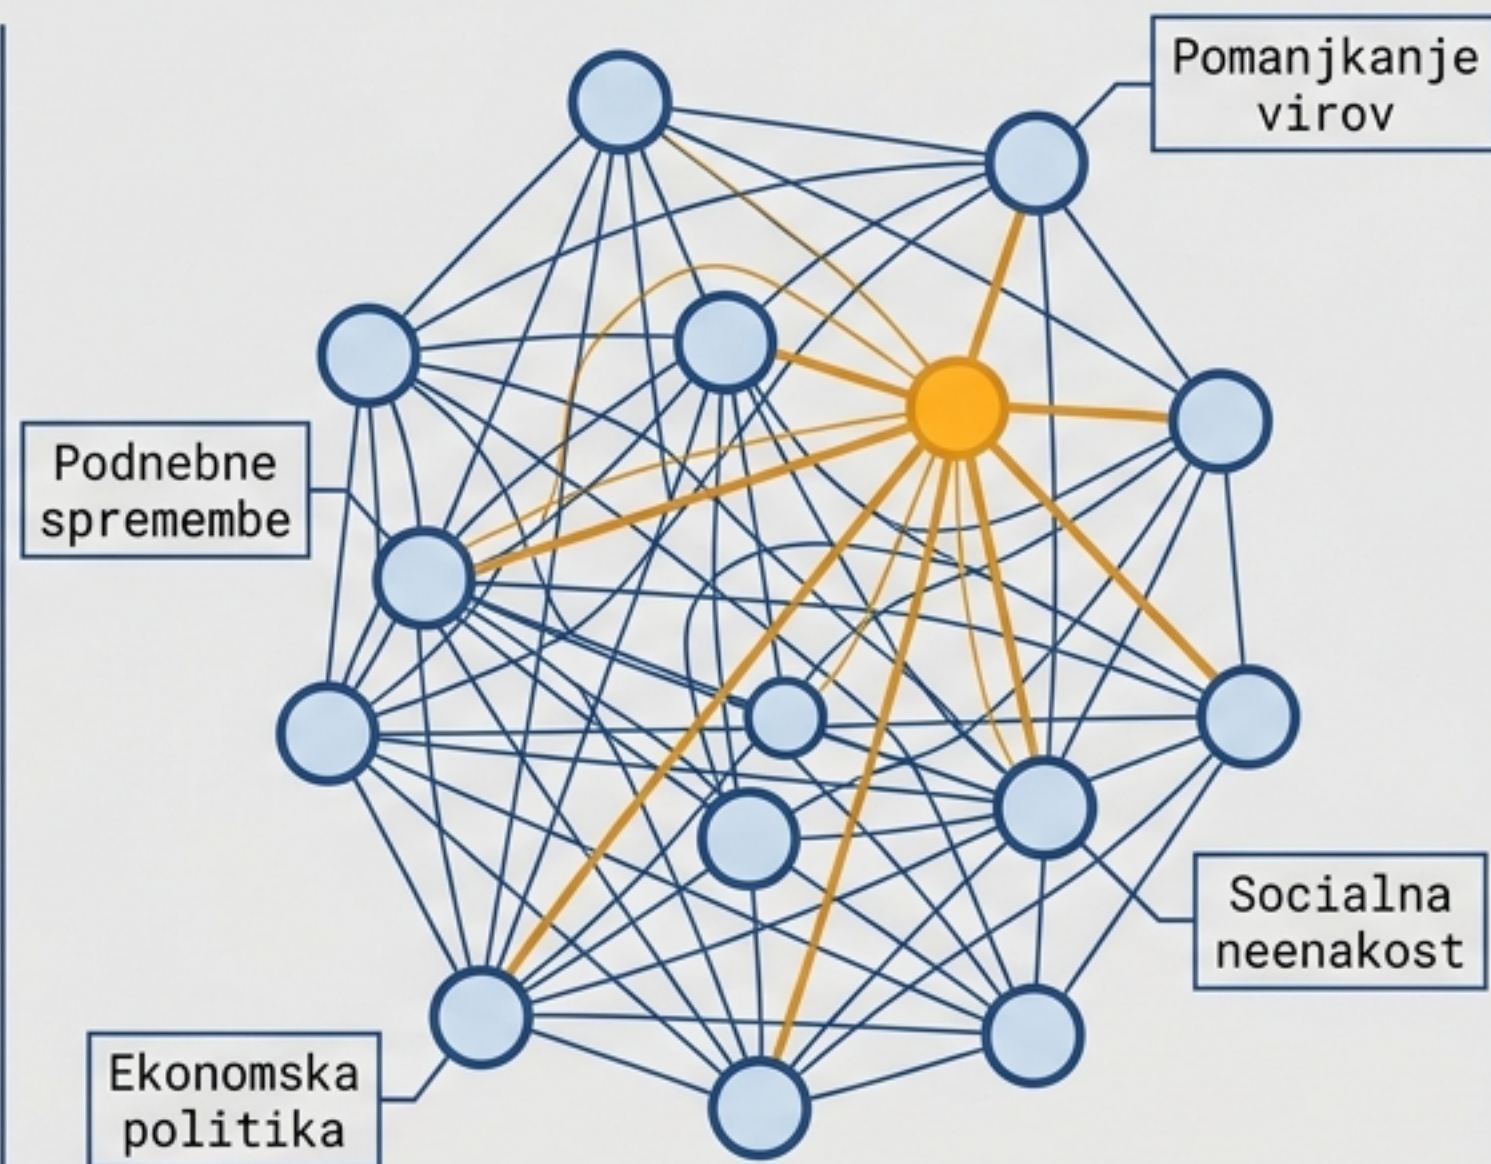 Pomanjkanje
virov
Podnebne
spremembe
Socialna
neenakost
Ekonomska
politika